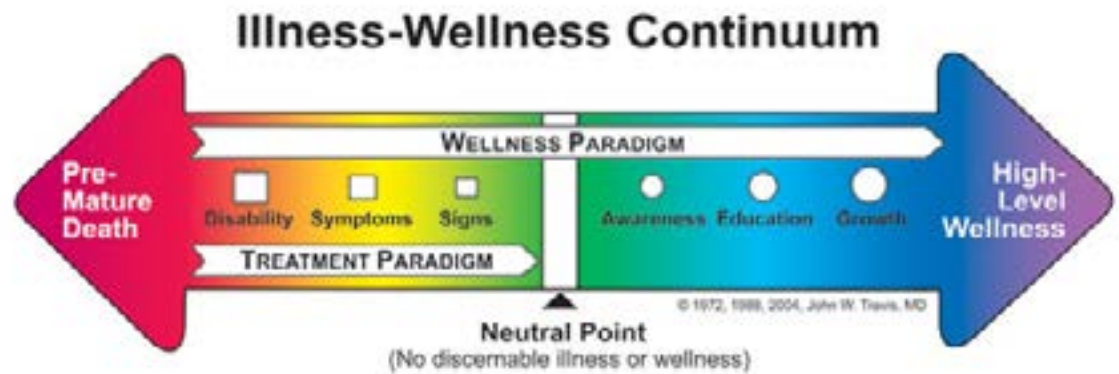 Illness-Wellness Continuum
WELLNESS PARADIGM
Pre-
Mature
Death
Disability Symptoms Signs Awareness Education Growth
High-
Level
Wellness
TREATMENT PARADIGM
© 1972, 1988, 2004, John W. Travis, MD
Neutral Point
(No discernable illness or wellness)